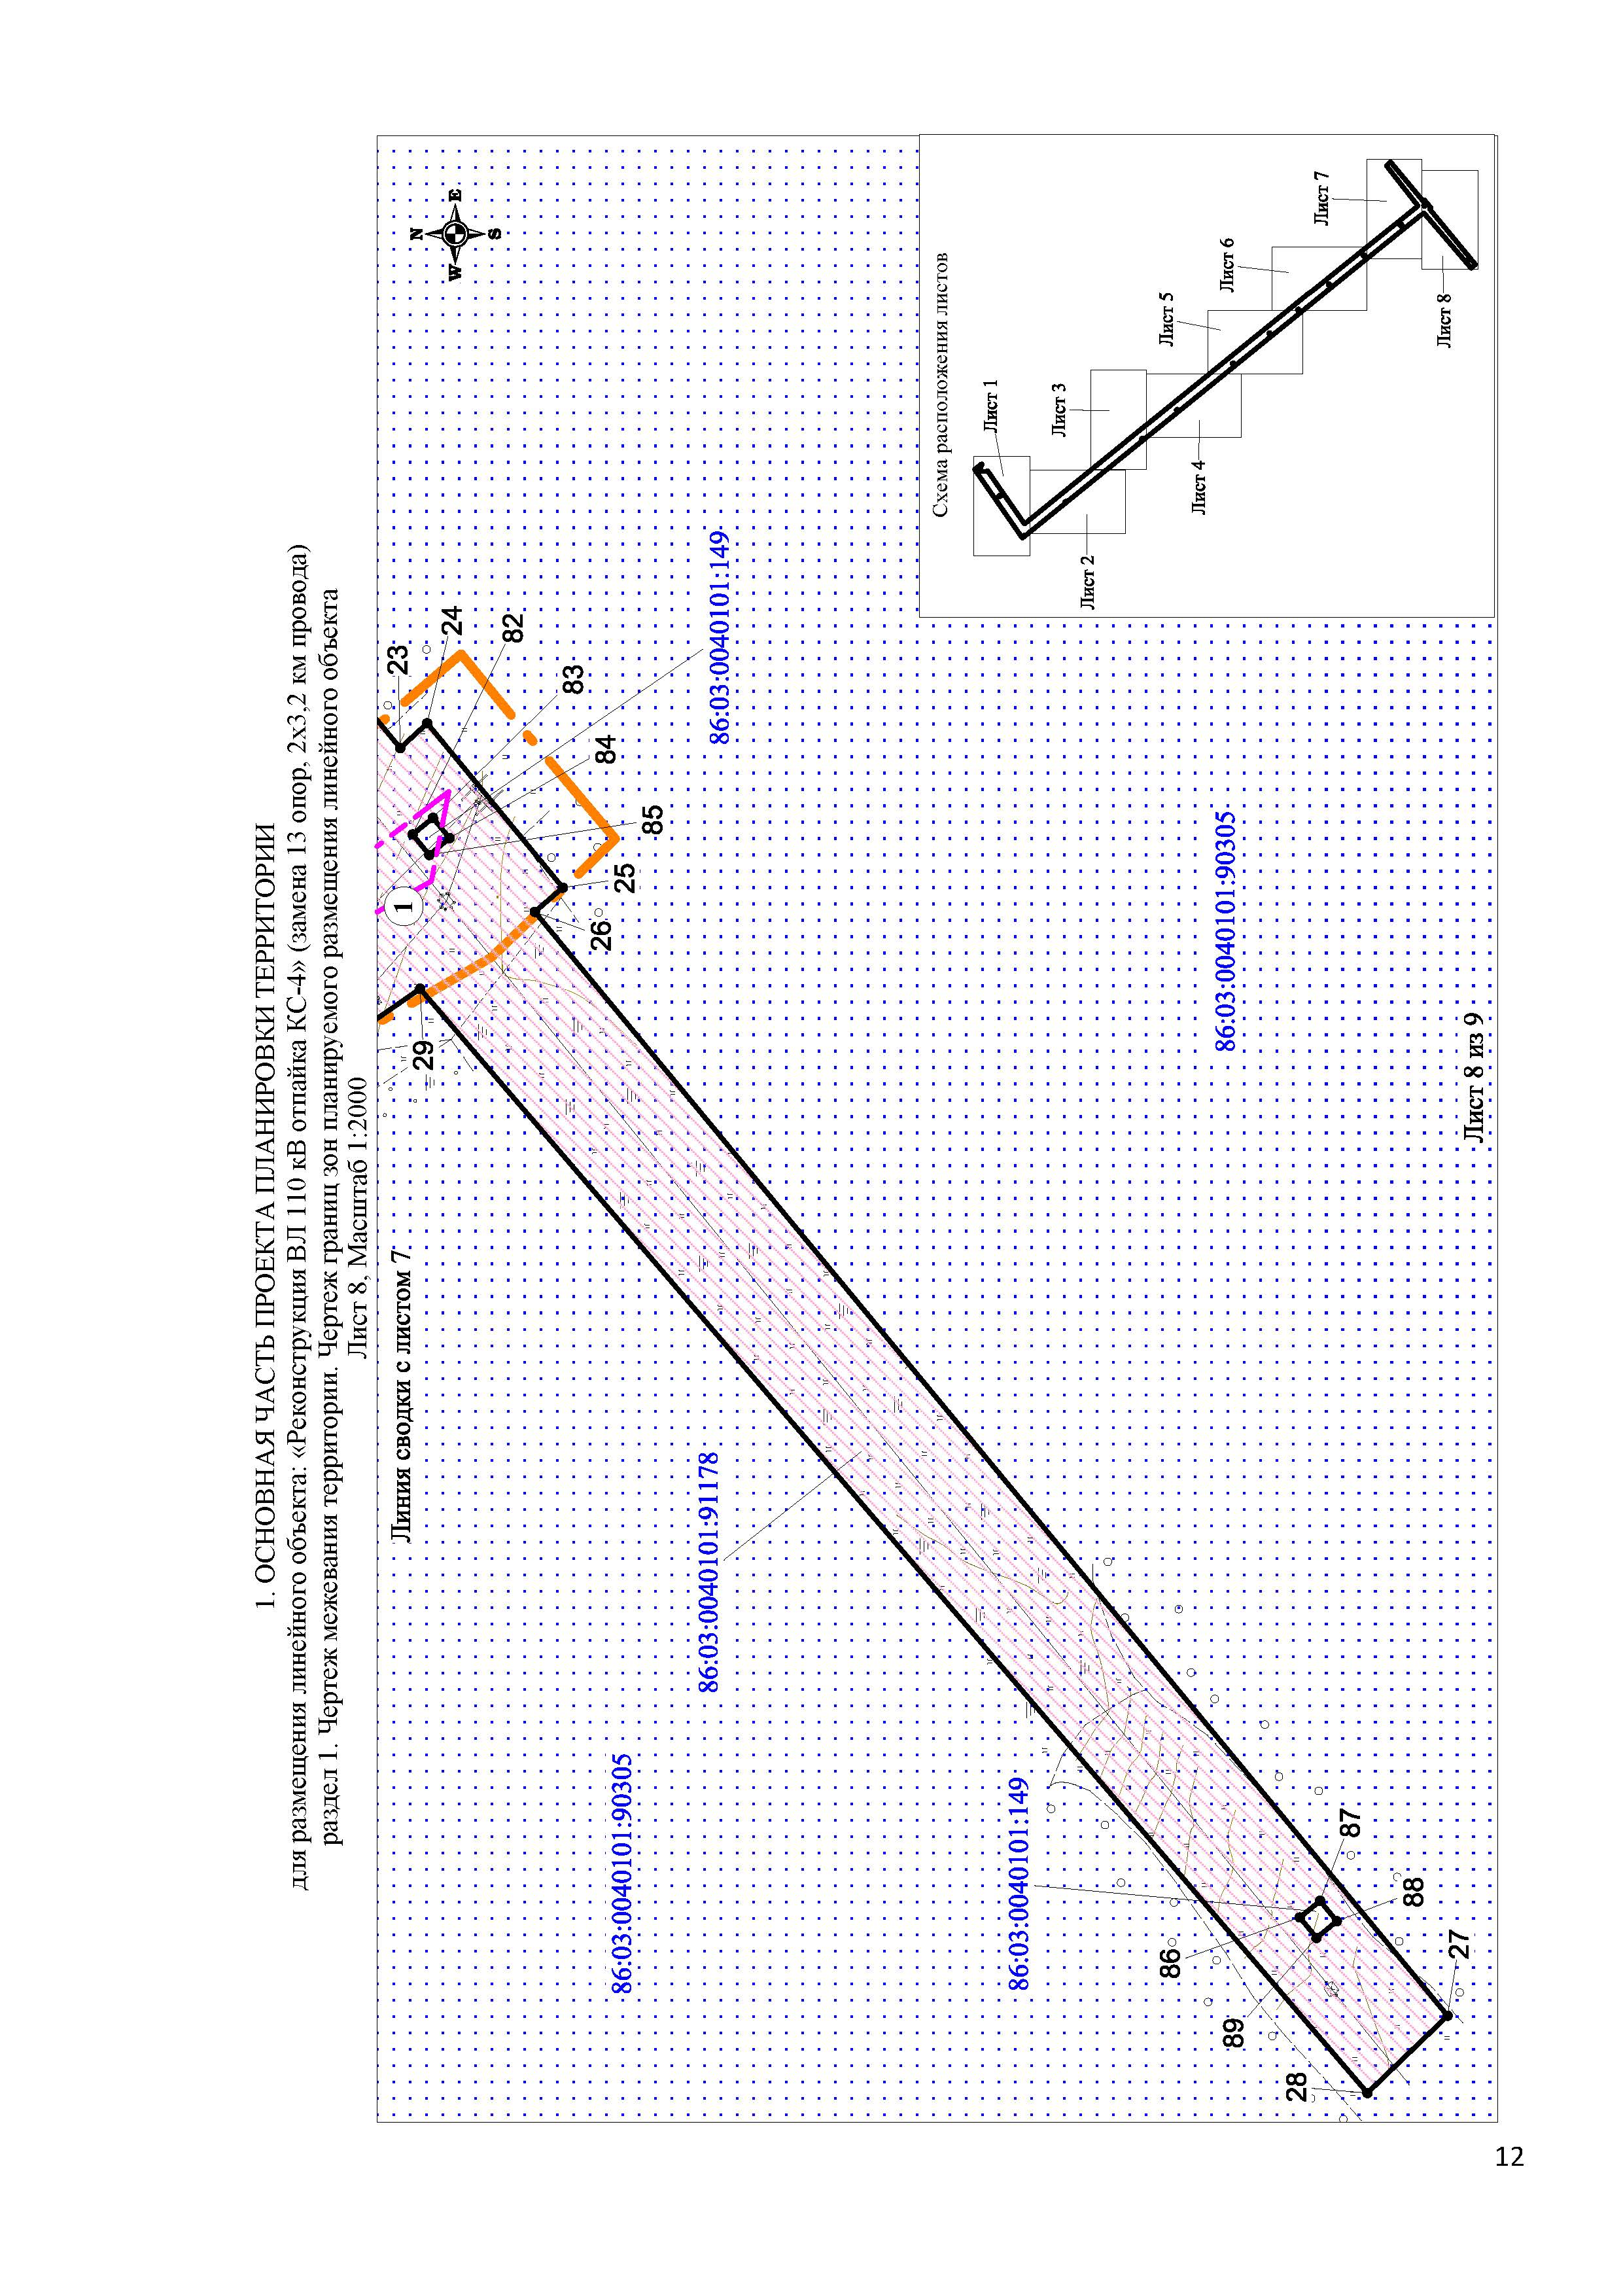 1. ОСНОВНАЯ ЧАСТЬ ПРОЕКТА ПЛАНИРОВКИ ТЕРРИТОРИИ
для размещения линейного объекта: «Реконструкция ВЛ 110 кВ отпайка КС-4» (замена 13 опор, 2х3,2 км провода)
раздел 1. Чертеж межевания территории. Чертеж границ зон планируемого размещения линейного объекта
Лист 8, Масштаб 1:2000
Линия сводки с листом 7
N
E
S
W
23
24
82
83
84
85
25
26
29
1
86:03:0040101:149
86:03:0040101:90305
86:03:0040101:91178
86:03:0040101:90305
86:03:0040101:149
86
87
88
89
27
28
Схема расположения листов
Лист 1
Лист 2
Лист 3
Лист 4
Лист 5
Лист 6
Лист 7
Лист 8
Лист 8 из 9
12